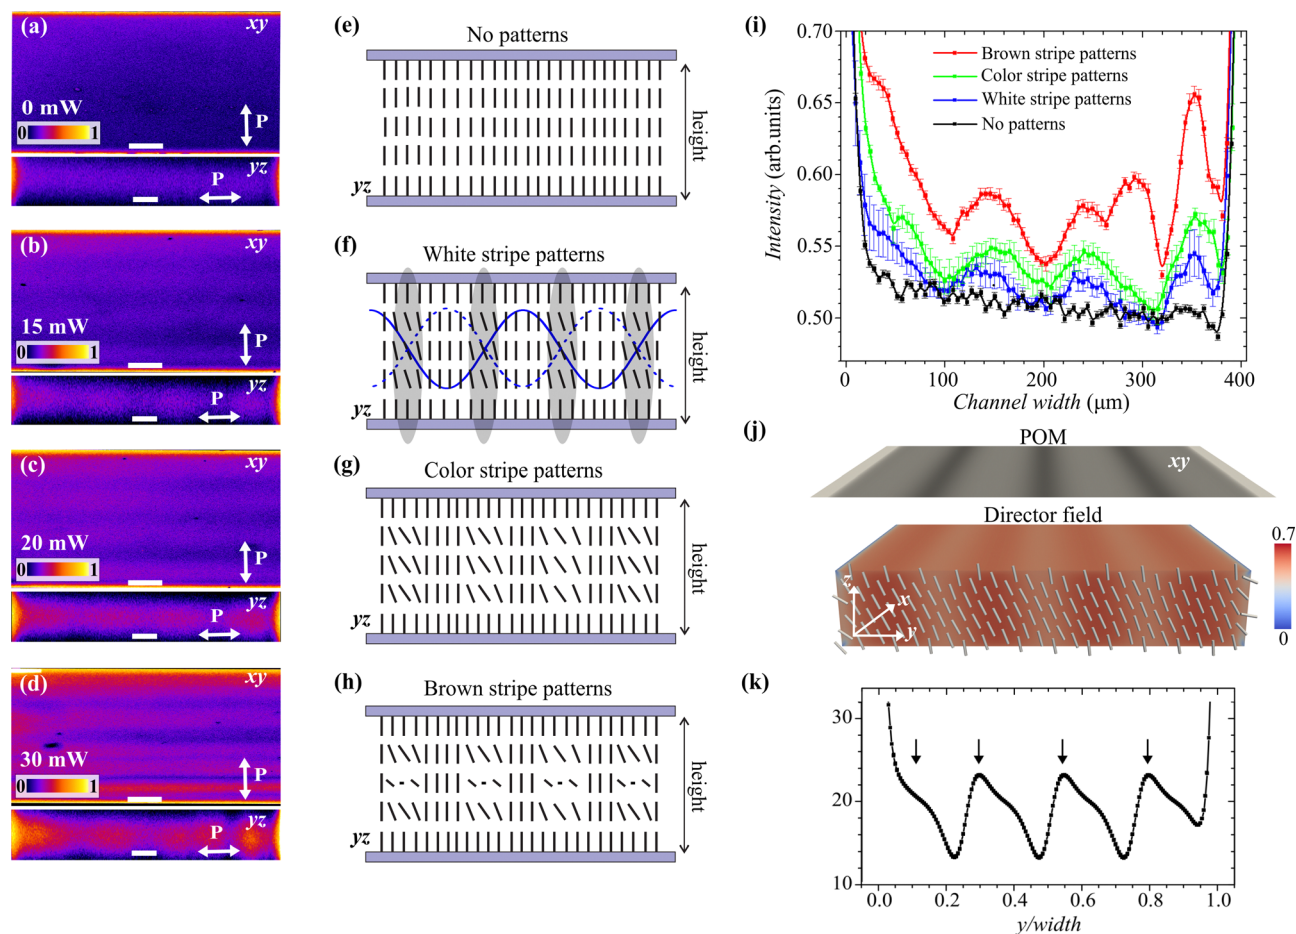 (a)
xy
0 mW
0
1
P
yz
P
(b)
xy
15 mW
0
1
P
yz
P
(c)
xy
20 mW
0
1
P
yz
P
(d)
xy
30 mW
0
1
P
yz
P
(e)
No patterns
height
yz
(f)
White stripe patterns
height
yz
(g)
Color stripe patterns
height
yz
(h)
Brown stripe patterns
height
yz
(i)
0.70
0.65
0.60
0.55
0.50
Intensity (arb.units)
Brown stripe patterns
Color stripe patterns
White stripe patterns
No patterns
0 100 200 300 400
Channel width (μm)
(j)
POM
xy
Director field
z
x
y
0.7
0
(k)
30
20
10
0.0 0.2 0.4 0.6 0.8 1.0
y/width